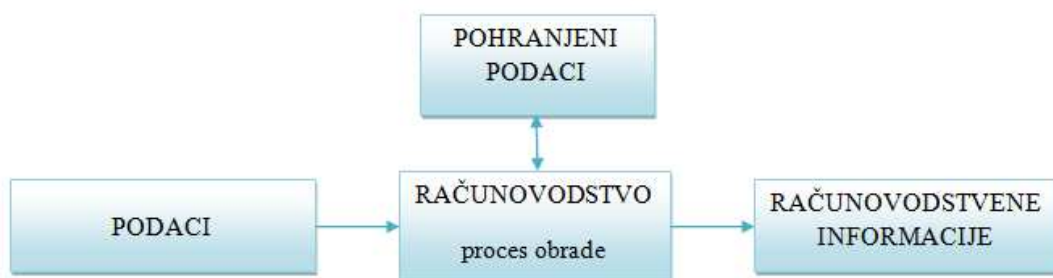 POHRANJENI
PODACI
PODACI
RAČUNOVODSTVO
proces obrade
RAČUNOVODSTVENE
INFORMACIJE